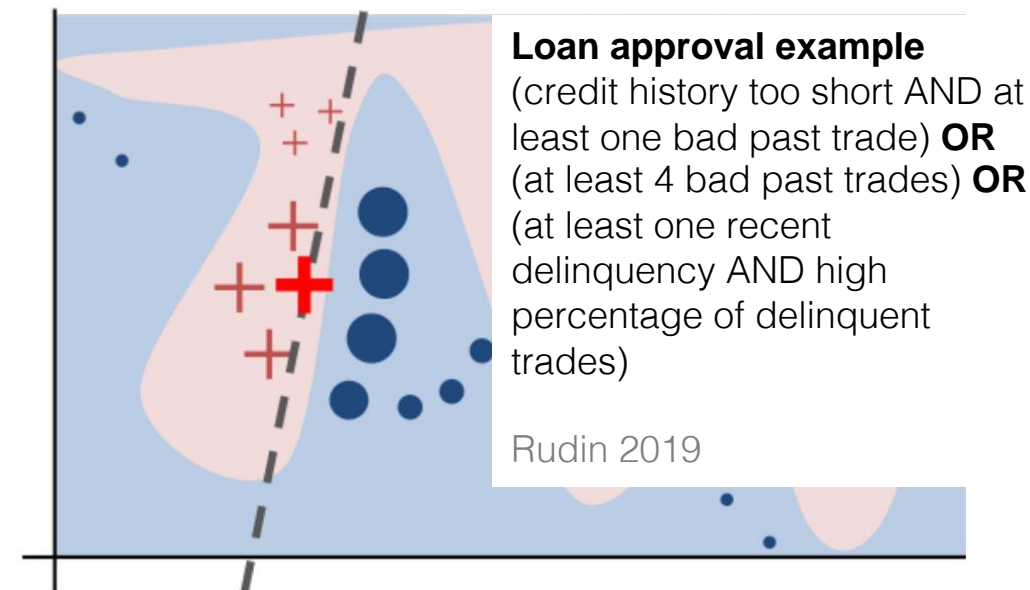 Loan approval example
(credit history too short AND at
least one bad past trade) OR
(at least 4 bad past trades) OR
(at least one recent
delinquency AND high
percentage of delinquent
trades)
Rudin 2019